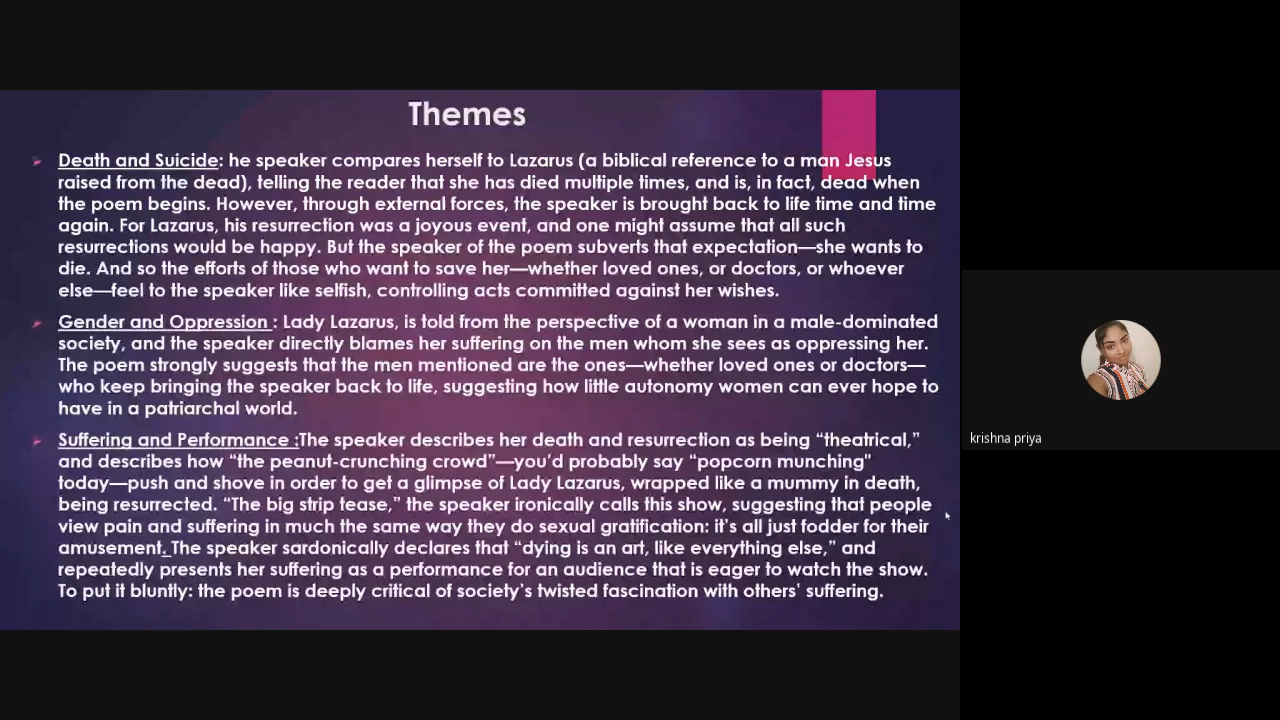 Themes
Death and Suicide: he speaker compares herself to Lazarus (a biblical reference to a man Jesus
raised from the dead), telling the reader that she has died multiple times, and is, in fact, dead when
the poem begins. However, through external forces, the speaker is brought back to life time and time
again. For Lazarus, his resurrection was a joyous event, and one might assume that all such
resurrections would be happy. But the speaker of the poem subverts that expectation—she wants to
die. And so the efforts of those who want to save her—whether loved ones, or doctors, or whoever
else—feel to the speaker like selfish, controlling acts committed against her wishes.
Gender and Oppression : Lady Lazarus, is told from the perspective of a woman in a male-dominated
society, and the speaker directly blames her suffering on the men whom she sees as oppressing her.
The poem strongly suggests that the men mentioned are the ones—whether loved ones or doctors—
who keep bringing the speaker back to life, suggesting how little autonomy women can ever hope to
have in a patriarchal world.
Suffering and Performance :The speaker describes her death and resurrection as being “theatrical,”
and describes how “the peanut-crunching crowd”—you’d probably say “popcorn munching"
today—push and shove in order to get a glimpse of Lady Lazarus, wrapped like a mummy in death,
being resurrected. “The big strip tease,” the speaker ironically calls this show, suggesting that people
view pain and suffering in much the same way they do sexual gratification: it’s all just fodder for their
amusement. The speaker sardonically declares that “dying is an art, like everything else,” and
repeatedly presents her suffering as a performance for an audience that is eager to watch the show.
To put it bluntly: the poem is deeply critical of society’s twisted fascination with others’ suffering.
krishna priya